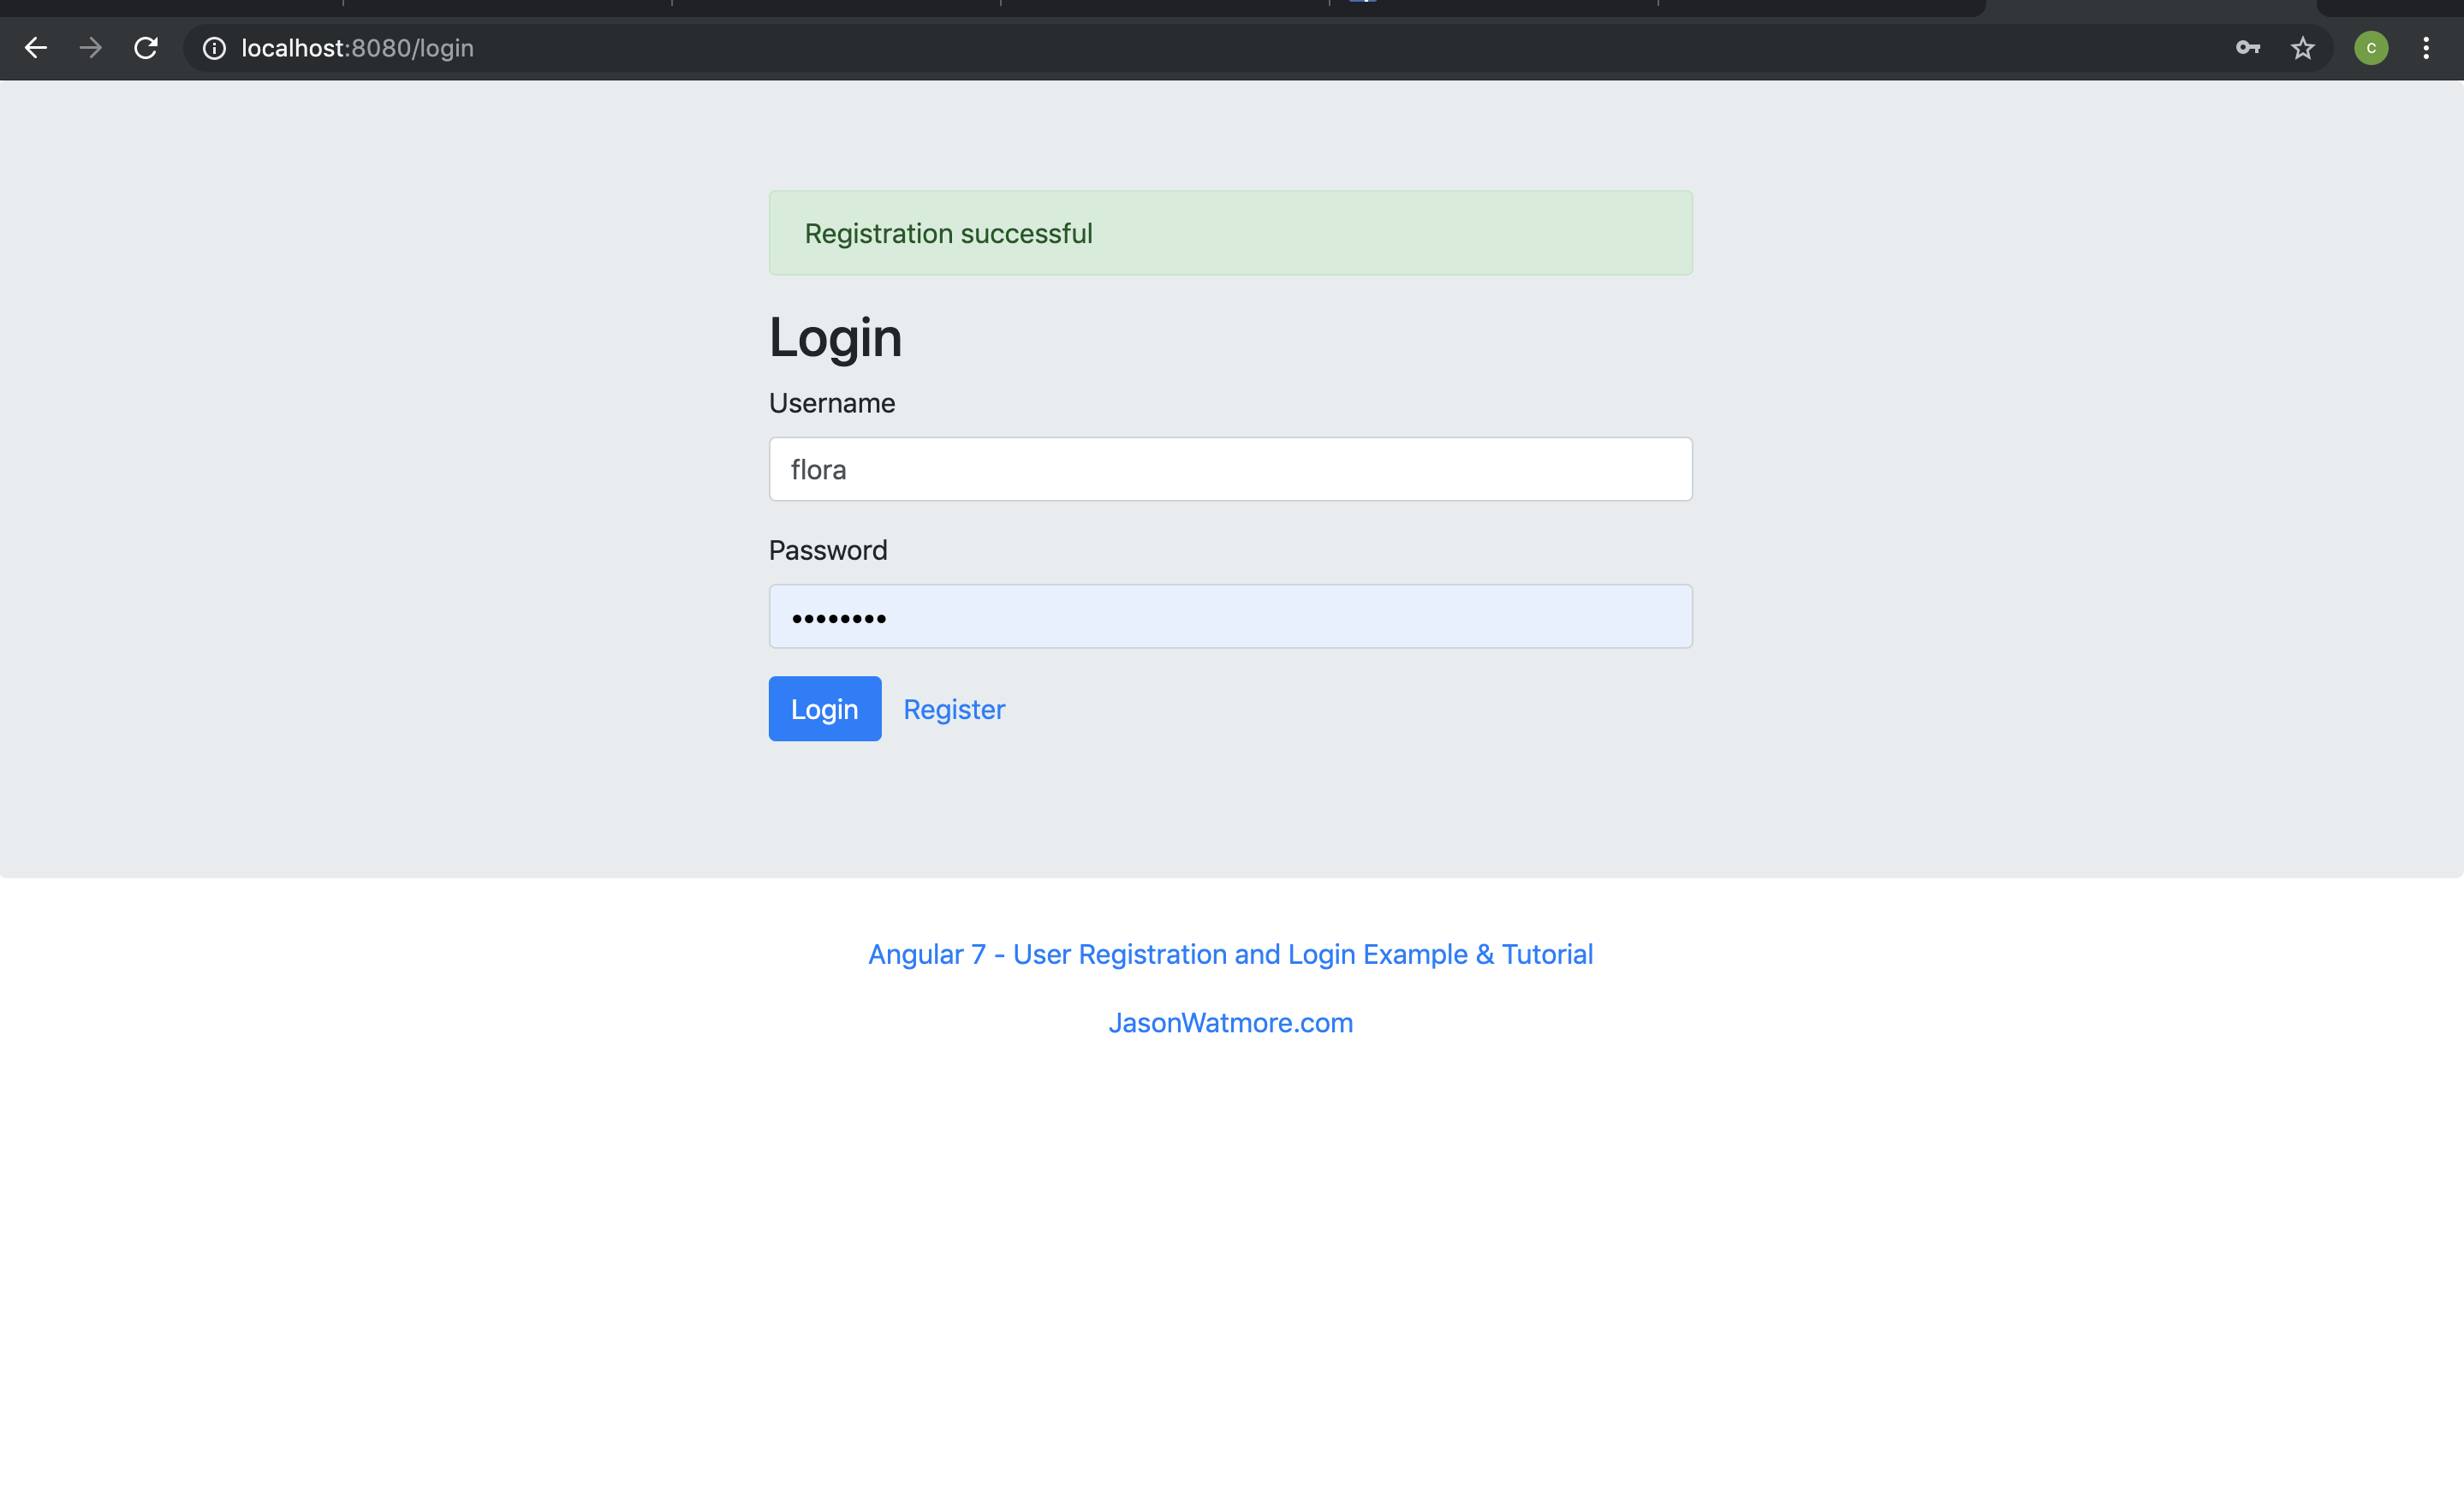 localhost:8080/login
C
Registration successful
Login
Username
flora
Password
••••••••
Login Register
Angular 7 - User Registration and Login Example & Tutorial
JasonWatmore.com